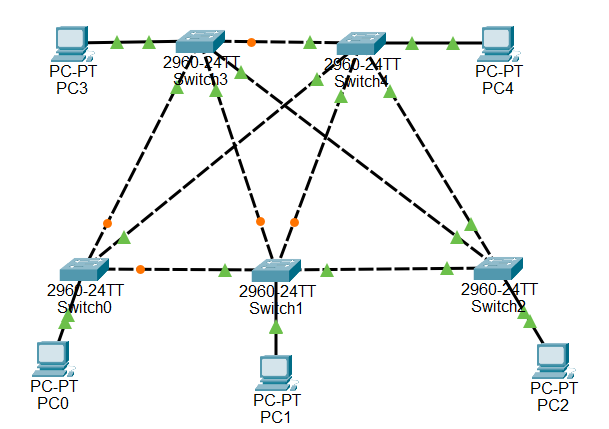 PC-PT
PC3
2960-24TT
Switch3
2960-24TT
Switch4
PC-PT
PC4
2960-24TT
Switch0
2960-24TT
Switch1
2960-24TT
Switch2
PC-PT
PC0
PC-PT
PC1
PC-PT
PC2